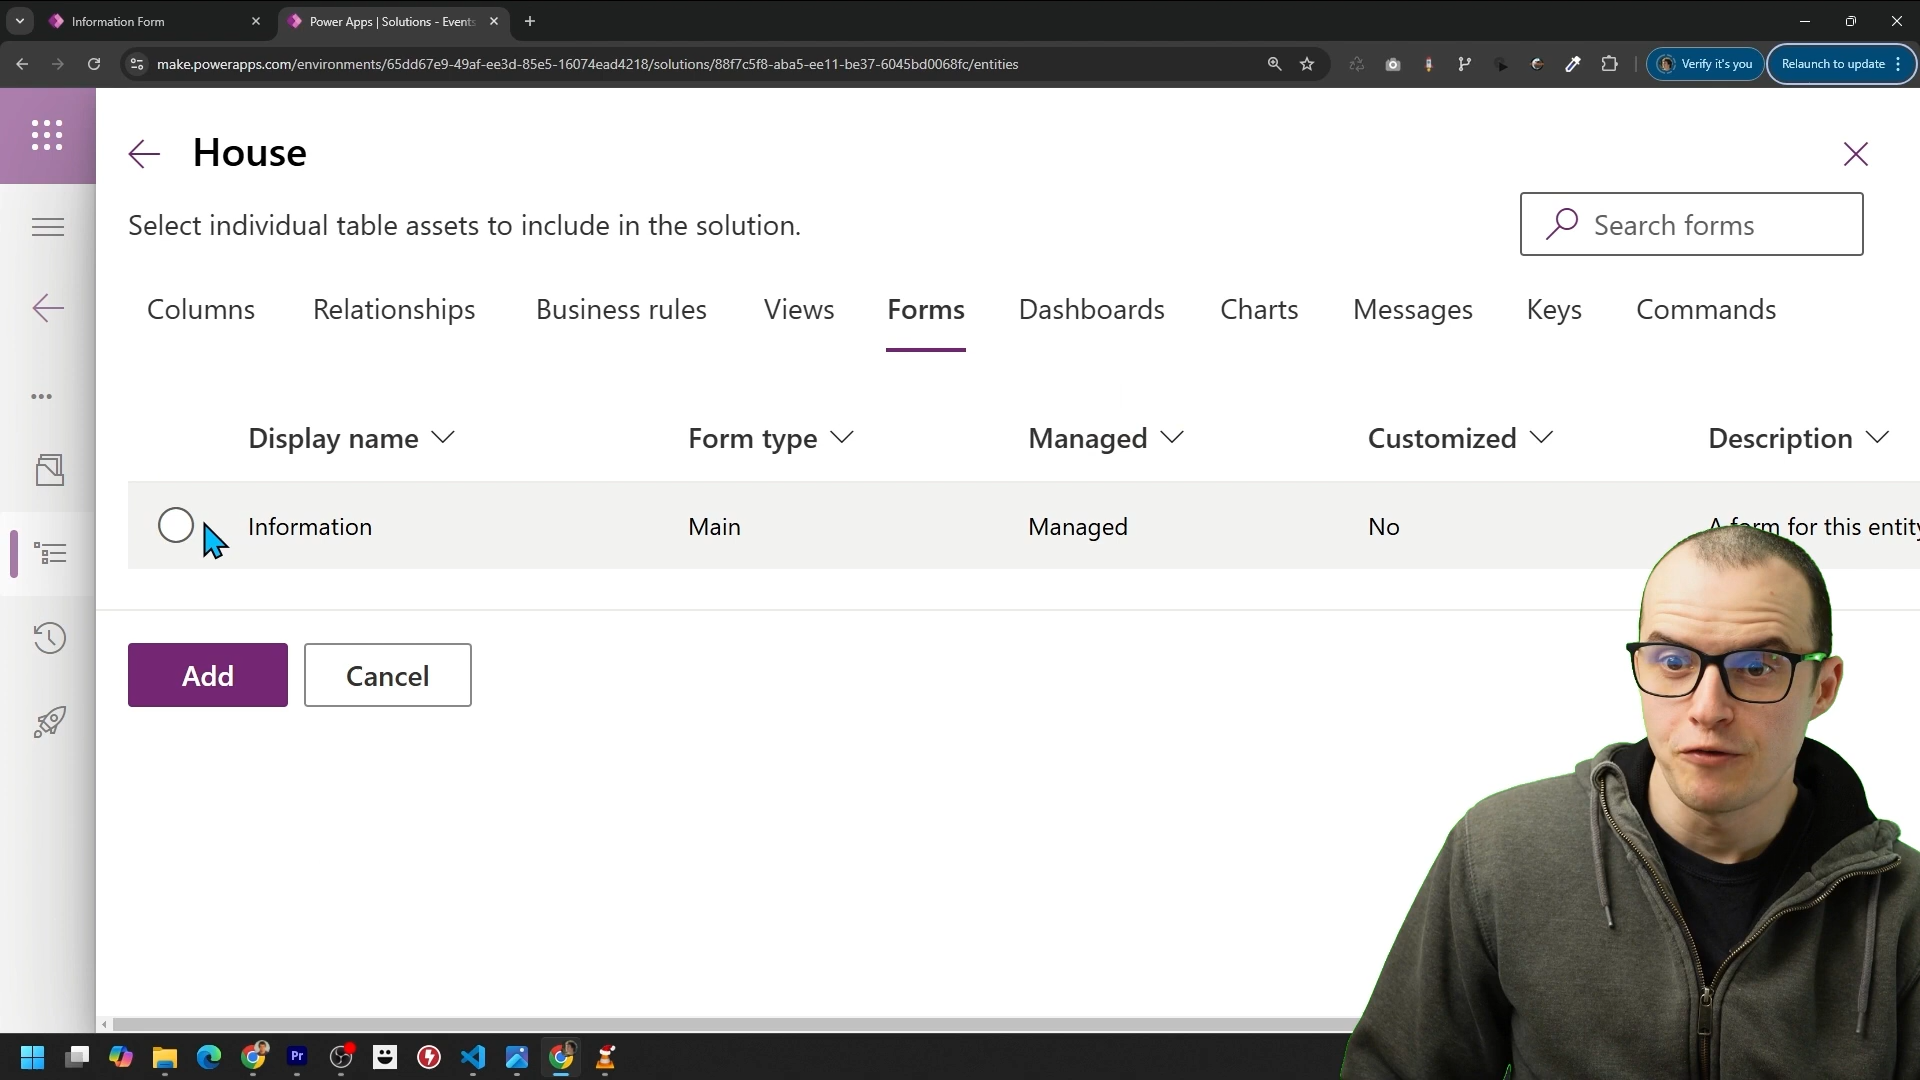 Information Form
Power Apps | Solutions - Events
make.powerapps.com/environments/65dd67e9-49af-ee3d-85e5-16074ead4218/solutions/88f7c5f8-aba5-ee11-be37-6045bd0068fc/entities
Verify it's you
Relaunch to update
House
Select individual table assets to include in the solution.
Search forms
Columns Relationships Business rules Views Forms Dashboards Charts Messages Keys Commands
Display name Form type Managed Customized Description
Information Main Managed No A form for this entity
Add Cancel
Pr